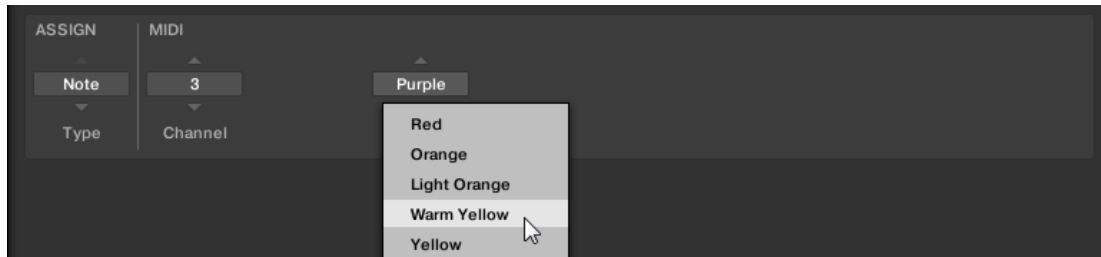 ASSIGN MIDI
Note 3 Purple
Type Channel
Red
Orange
Light Orange
Warm Yellow
Yellow